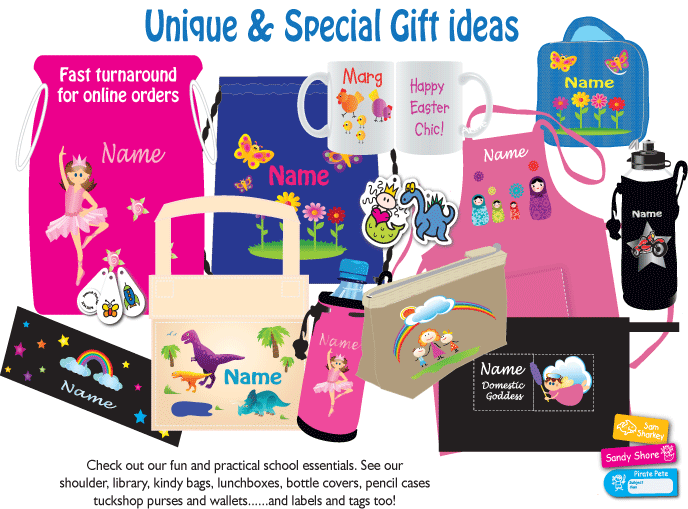 Unique & Special Gift ideas
Fast turnaround
for online orders
Name
Name
Marg
Happy
Easter
Chic!
Name
Name
Name
Name
Name
Name
Name
Domestic
Goddess
Sam
Sharkey
Sandy Shore
Pirate Pete
Subject
Check out our fun and practical school essentials. See our
shoulder, library, kindy bags, lunchboxes, bottle covers, pencil cases
tuckshop purses and wallets......and labels and tags too!